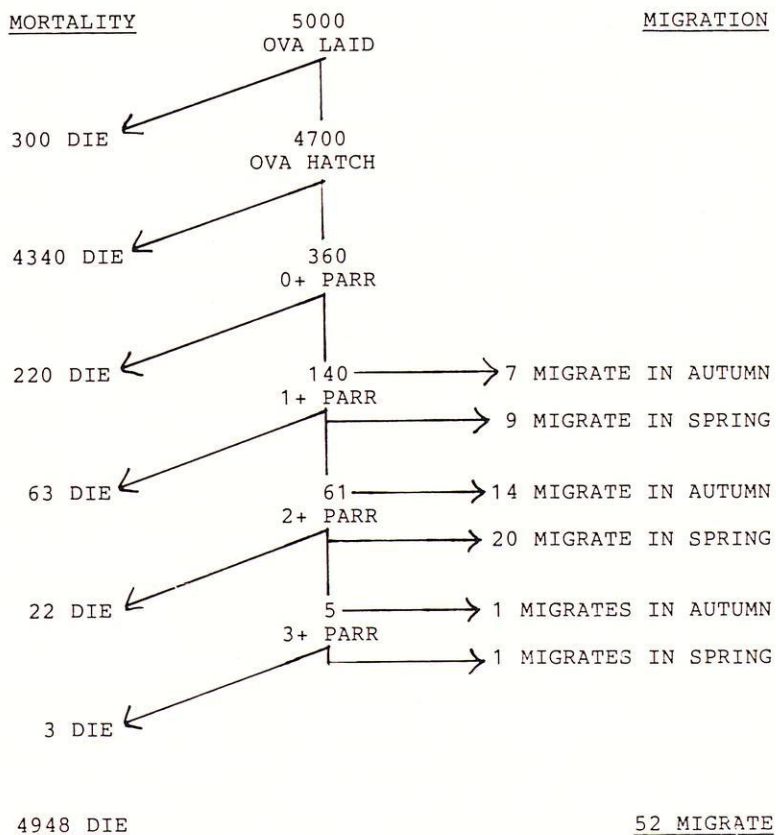 MORTALITY 5000 MIGRATION
OVA LAID
300 DIE 4700
OVA HATCH
4340 DIE 360
0+ PARR
220 DIE 140 7 MIGRATE IN AUTUMN
1+ PARR
9 MIGRATE IN SPRING
63 DIE 61 14 MIGRATE IN AUTUMN
2+ PARR
20 MIGRATE IN SPRING
22 DIE 5 1 MIGRATES IN AUTUMN
3+ PARR
1 MIGRATES IN SPRING
3 DIE
4948 DIE 52 MIGRATE